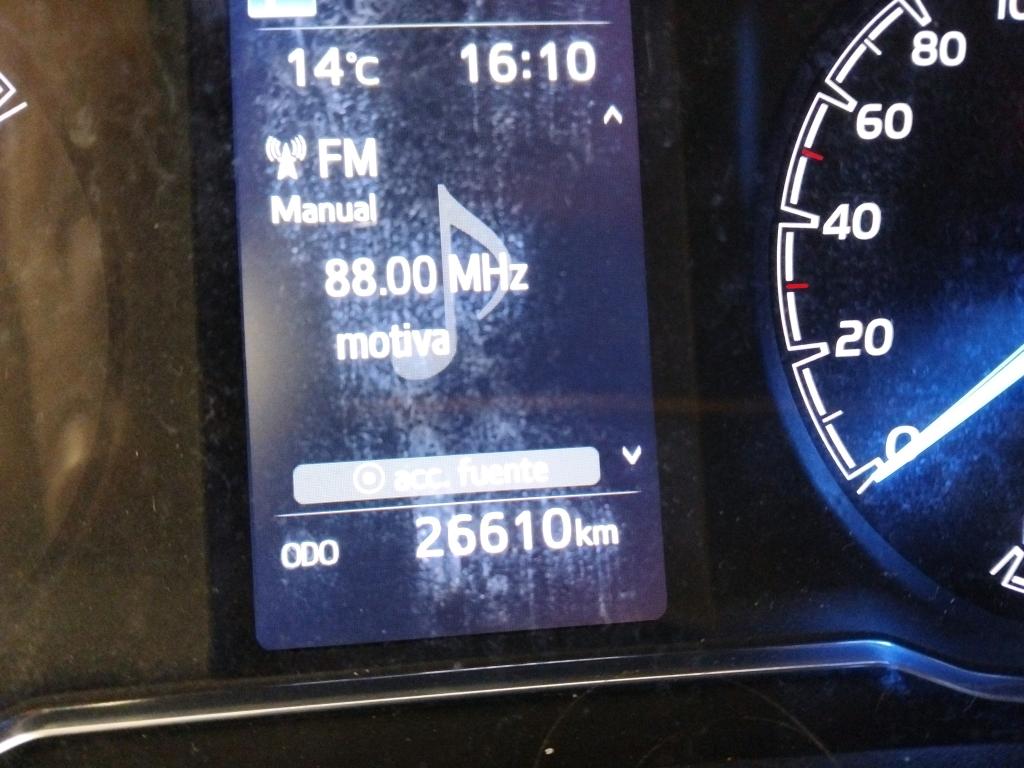 14°C 16:10
FM
Manual
88.00 MHz
motiva
acc. fuente
ODO 26610km
80
60
40
20
0